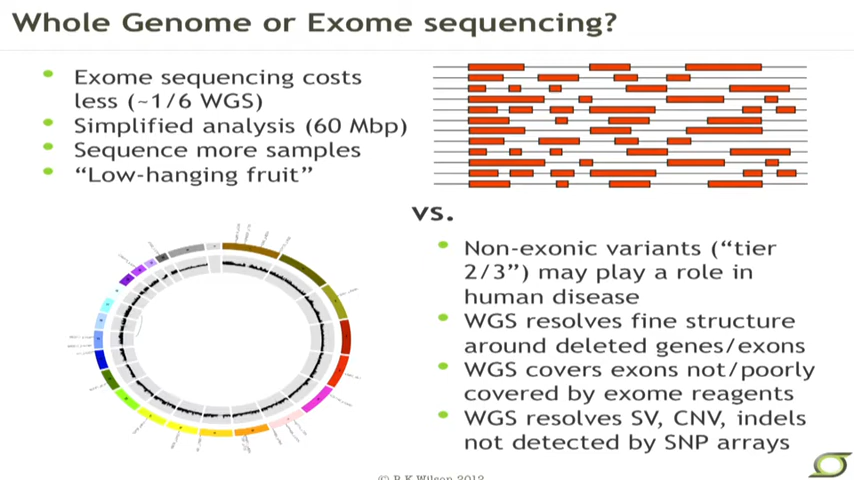 Whole Genome or Exome sequencing?
Exome sequencing costs
less (~1/6 WGS)
Simplified analysis (60 Mbp)
Sequence more samples
“Low-hanging fruit”
vs.
Non-exonic variants (“tier
2/3”) may play a role in
human disease
WGS resolves fine structure
around deleted genes/exons
WGS covers exons not/poorly
covered by exome reagents
WGS resolves SV, CNV, indels
not detected by SNP arrays
© R K Wilson 2012